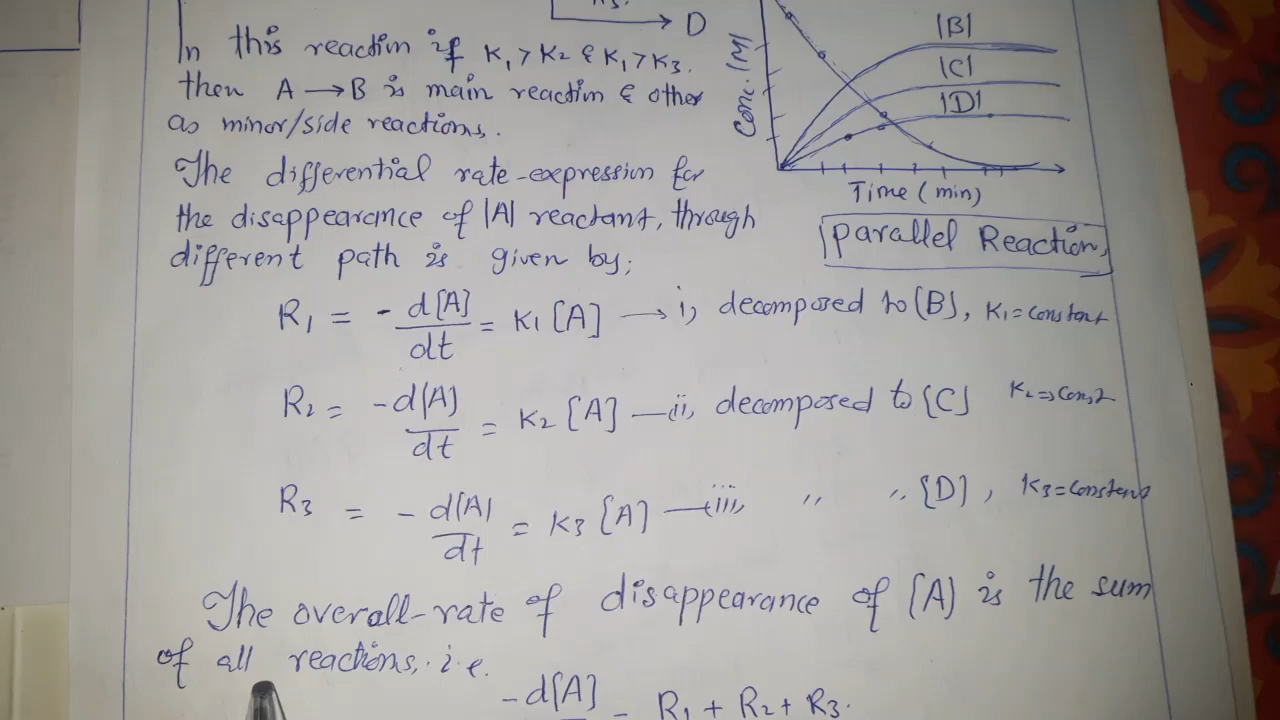 D
In this reaction if K₁ > K₂ & K₁ > K₃.
then A → B is main reaction & other
as minor/side reactions.
The differential rate-expression for
the disappearance of |A| reactant, through
different path is given by;
Conc. |M|
|B|
|C|
|D|
Time (min)
parallel Reaction,
R₁ = - d[A]/dt = K₁ [A] → i, decomposed to [B], K₁ = constant
R₂ = -d[A]/dt = K₂ [A] — ii, decomposed to [C]
R₃ = - d[A]/dt = K₃ [A] — iii, ,, ,, [D], K₃ = constant
The overall-rate of disappearance of [A] is the sum
of all reactions, i.e.
-d[A] = R₁ + R₂ + R₃.